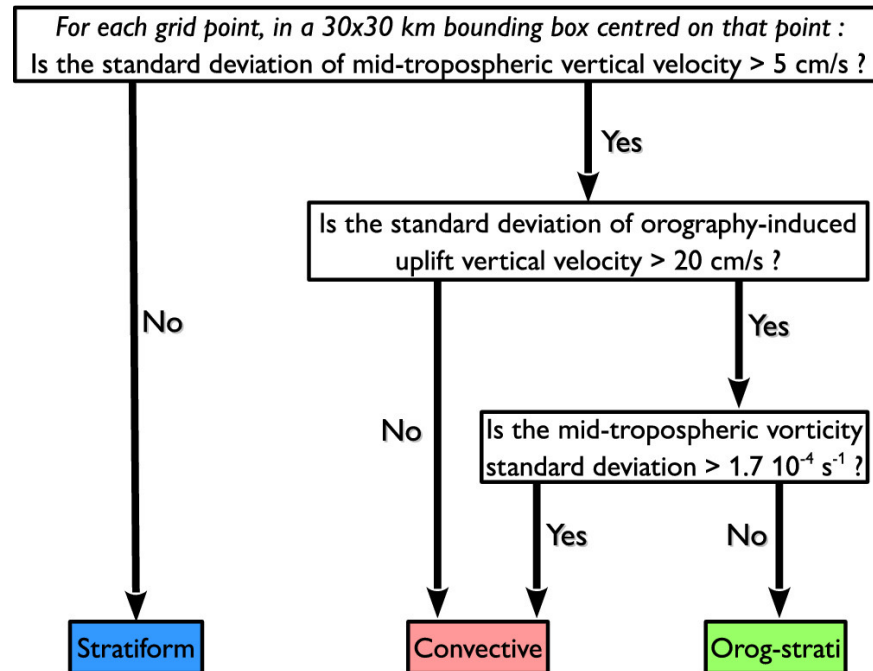 For each grid point, in a 30x30 km bounding box centred on that point :
Is the standard deviation of mid-tropospheric vertical velocity > 5 cm/s ?
Yes
Is the standard deviation of orography-induced
uplift vertical velocity > 20 cm/s ?
No
Yes
No
Is the mid-tropospheric vorticity
standard deviation > 1.7 10⁻⁴ s⁻¹ ?
Yes
No
Stratiform
Convective
Orog-strati